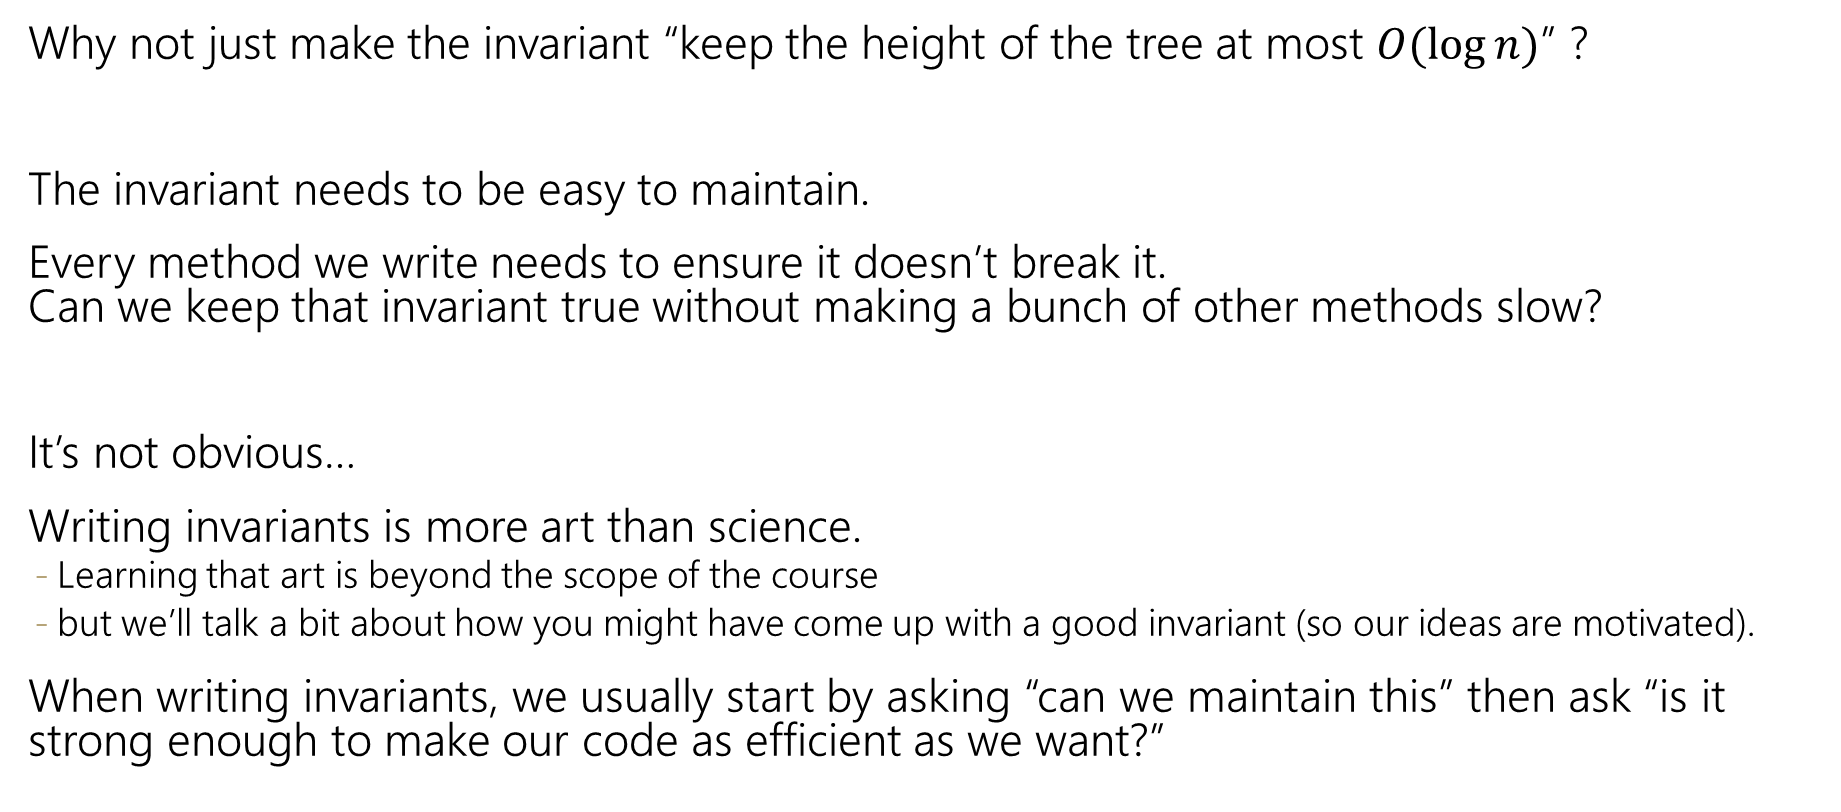 Why not just make the invariant “keep the height of the tree at most O(log n)” ?
The invariant needs to be easy to maintain.
Every method we write needs to ensure it doesn’t break it.
Can we keep that invariant true without making a bunch of other methods slow?
It’s not obvious…
Writing invariants is more art than science.
- Learning that art is beyond the scope of the course
- but we’ll talk a bit about how you might have come up with a good invariant (so our ideas are motivated).
When writing invariants, we usually start by asking “can we maintain this” then ask “is it
strong enough to make our code as efficient as we want?”